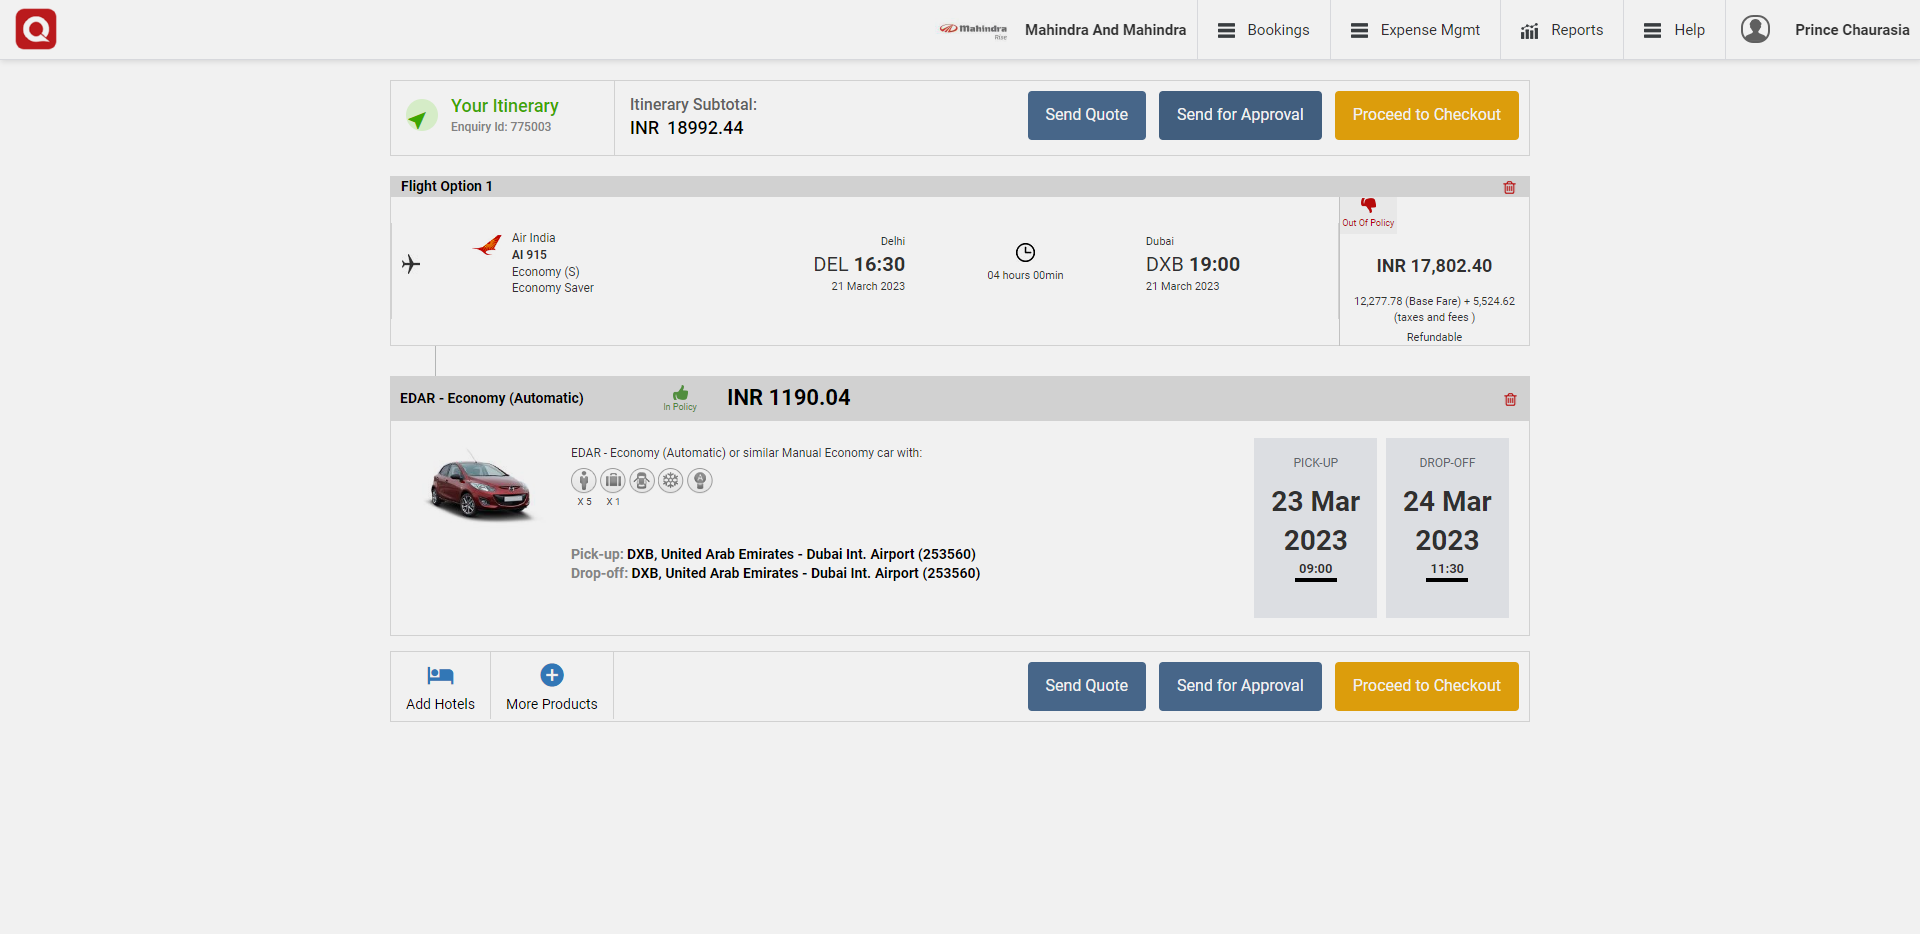 Mahindra
Rise
Mahindra And Mahindra
Bookings
Expense Mgmt
Reports
Help
Prince Chaurasia
Your Itinerary
Enquiry Id: 775003
Itinerary Subtotal:
INR 18992.44
Send Quote
Send for Approval
Proceed to Checkout
Flight Option 1
Air India
AI 915
Economy (S)
Economy Saver
Delhi
DEL 16:30
21 March 2023
04 hours 00min
Dubai
DXB 19:00
21 March 2023
Out Of Policy
INR 17,802.40
12,277.78 (Base Fare) + 5,524.62
(taxes and fees )
Refundable
EDAR - Economy (Automatic)
In Policy
INR 1190.04
EDAR - Economy (Automatic) or similar Manual Economy car with:
X 5
X 1
Pick-up: DXB, United Arab Emirates - Dubai Int. Airport (253560)
Drop-off: DXB, United Arab Emirates - Dubai Int. Airport (253560)
PICK-UP
23 Mar
2023
09:00
DROP-OFF
24 Mar
2023
11:30
Add Hotels
More Products
Send Quote
Send for Approval
Proceed to Checkout